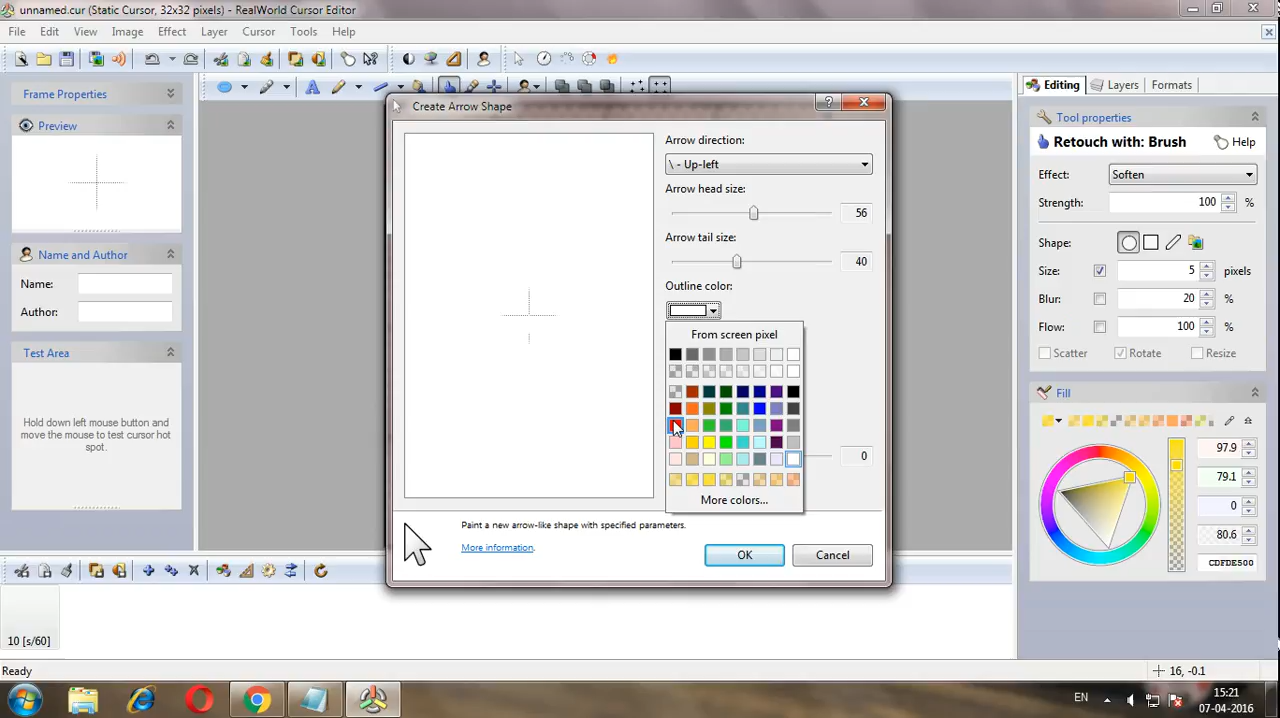 unnamed.cur (Static Cursor, 32x32 pixels) - RealWorld Cursor Editor
File Edit View Image Effect Layer Cursor Tools Help
Frame Properties
Preview
Name and Author
Name:
Author:
Test Area
Hold down left mouse button and
move the mouse to test cursor hot
spot.
Create Arrow Shape
Arrow direction:
\ - Up-left
Arrow head size:
56
Arrow tail size:
40
Outline color:
From screen pixel
0
More colors...
Paint a new arrow-like shape with specified parameters.
More information.
OK Cancel
Editing Layers Formats
Tool properties
Retouch with: Brush Help
Effect: Soften
Strength: 100 %
Shape:
Size: 5 pixels
Blur: 20 %
Flow: 100 %
Scatter Rotate Resize
Fill
97.9
79.1
0
80.6
CDFDE500
10 [s/60]
Ready 16, -0.1
EN 15:21
07-04-2016